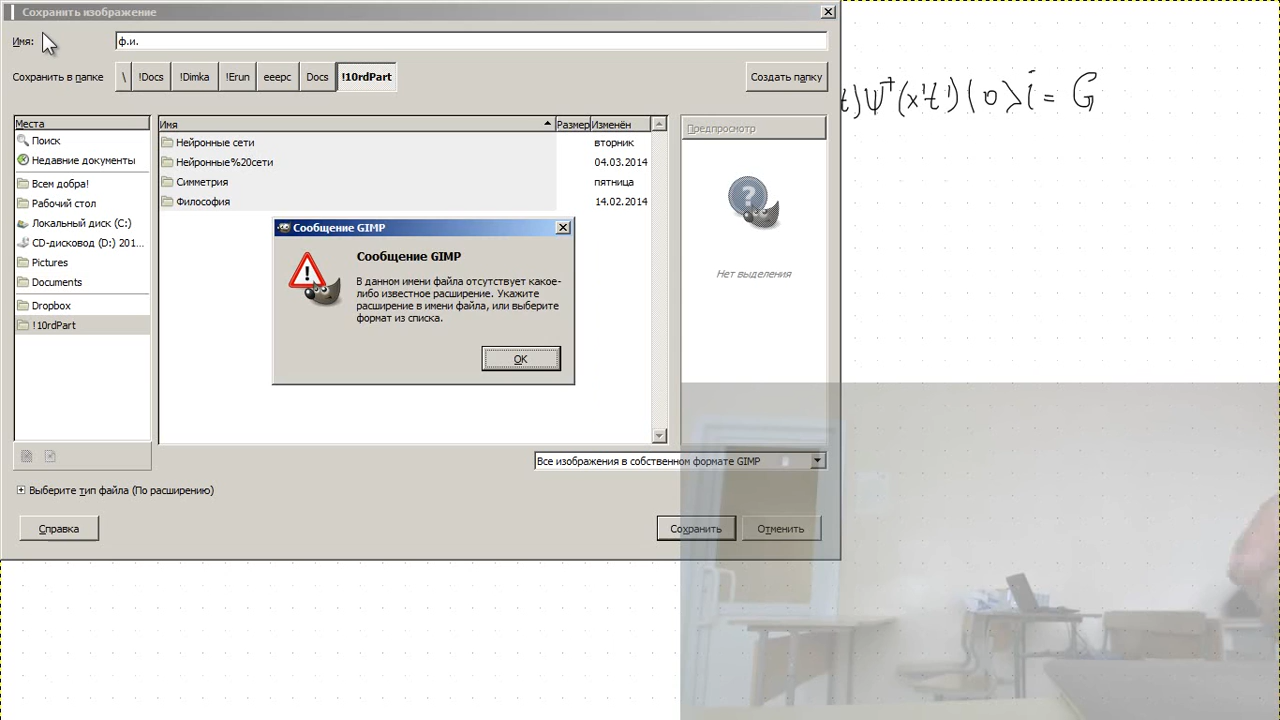 Сохранить изображение
Имя: ф.и.
Сохранить в папке \ !Docs !Dimka !Erun eeepc Docs !10rdPart Создать папку
Места
Поиск
Недавние документы
Всем добра!
Рабочий стол
Локальный диск (C:)
CD-дисковод (D:) 201...
Pictures
Documents
Dropbox
!10rdPart
Имя Размер Изменён
Нейронные сети вторник
Нейронные%20сети 04.03.2014
Симметрия пятница
Философия 14.02.2014
Предпросмотр
Нет выделения
Сообщение GIMP
Сообщение GIMP
В данном имени файла отсутствует какое-
либо известное расширение. Укажите
расширение в имени файла, или выберите
формат из списка.
OK
Все изображения в собственном формате GIMP
Выберите тип файла (По расширению)
Справка Сохранить Отменить
t)ψ†(x't')|0>i = G